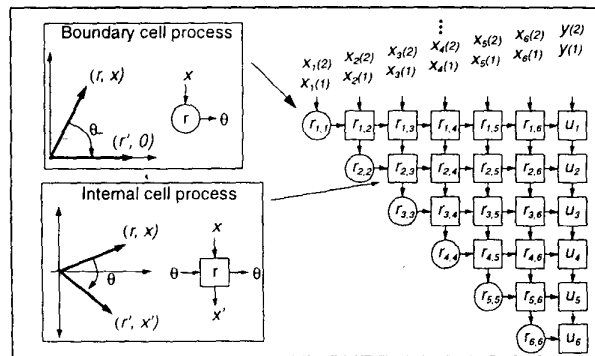 Boundary cell process
(r, x)
x
θ
r
θ
(r', 0)
Internal cell process
(r, x)
x
θ
θ
r
θ
(r', x')
x'
x₁(2) x₂(2) x₃(2) x₄(2) x₅(2) x₆(2) y(2)
x₁(1) x₂(1) x₃(1) x₄(1) x₅(1) x₆(1) y(1)
r₁,₁ r₁,₂ r₁,₃ r₁,₄ r₁,₅ r₁,₆ u₁
r₂,₂ r₂,₃ r₂,₄ r₂,₅ r₂,₆ u₂
r₃,₃ r₃,₄ r₃,₅ r₃,₆ u₃
r₄,₄ r₄,₅ r₄,₆ u₄
r₅,₅ r₅,₆ u₅
r₆,₆ u₆